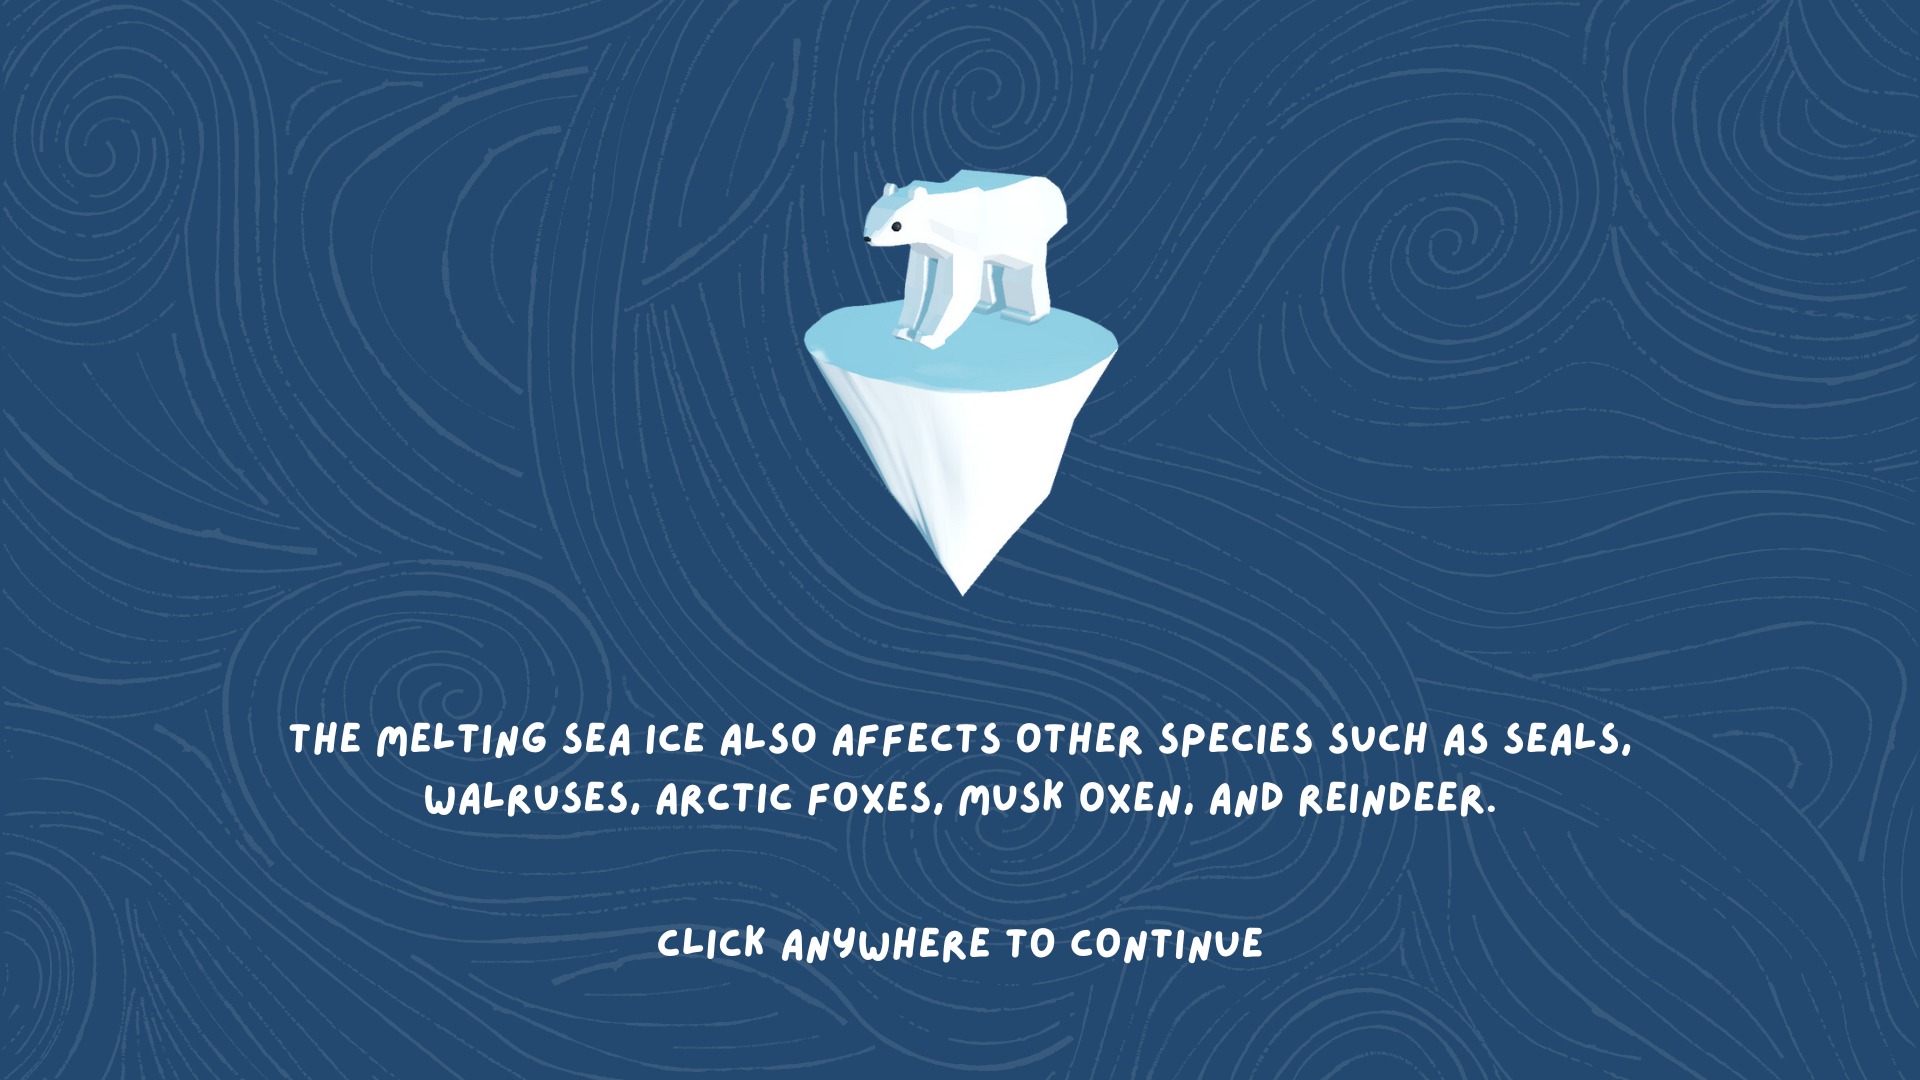 THE MELTING SEA ICE ALSO AFFECTS OTHER SPECIES SUCH AS SEALS,
WALRUSES, ARCTIC FOXES, MUSK OXEN, AND REINDEER.
CLICK ANYWHERE TO CONTINUE